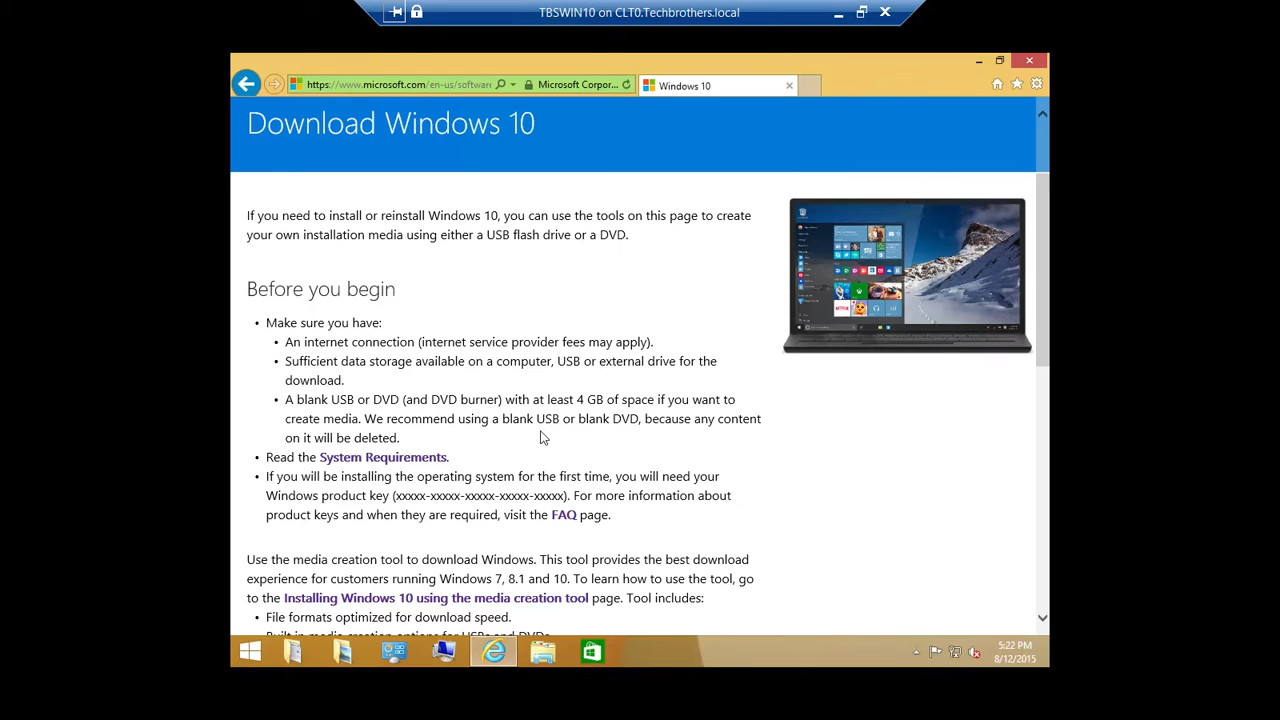 TBSWIN10 on CLT0.Techbrothers.local
https://www.microsoft.com/en-us/softwar
Microsoft Corpor...
Windows 10
Download Windows 10
If you need to install or reinstall Windows 10, you can use the tools on this page to create
your own installation media using either a USB flash drive or a DVD.
Before you begin
• Make sure you have:
• An internet connection (internet service provider fees may apply).
• Sufficient data storage available on a computer, USB or external drive for the
download.
• A blank USB or DVD (and DVD burner) with at least 4 GB of space if you want to
create media. We recommend using a blank USB or blank DVD, because any content
on it will be deleted.
• Read the System Requirements.
• If you will be installing the operating system for the first time, you will need your
Windows product key (xxxxx-xxxxx-xxxxx-xxxxx-xxxxx). For more information about
product keys and when they are required, visit the FAQ page.
Use the media creation tool to download Windows. This tool provides the best download
experience for customers running Windows 7, 8.1 and 10. To learn how to use the tool, go
to the Installing Windows 10 using the media creation tool page. Tool includes:
• File formats optimized for download speed.
• Built in media creation options for USBs and DVDs
5:22 PM
8/12/2015